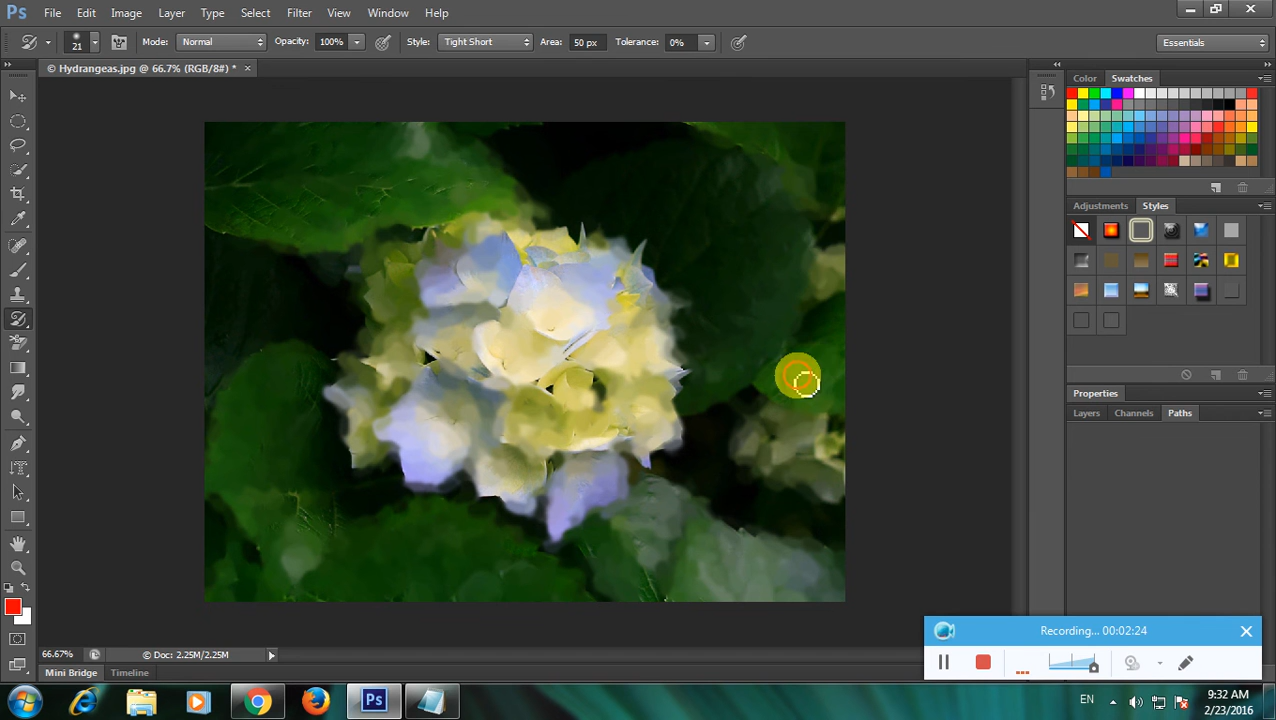 Ps File Edit Image Layer Type Select Filter View Window Help
21 Mode: Normal Opacity: 100% Style: Tight Short Area: 50 px Tolerance: 0% Essentials
© Hydrangeas.jpg @ 66.7% (RGB/8#) * ×
Color Swatches
Adjustments Styles
Properties
Layers Channels Paths
Recording... 00:02:24
66.67% © Doc: 2.25M/2.25M
Mini Bridge Timeline
Ps EN 9:32 AM
2/23/2016